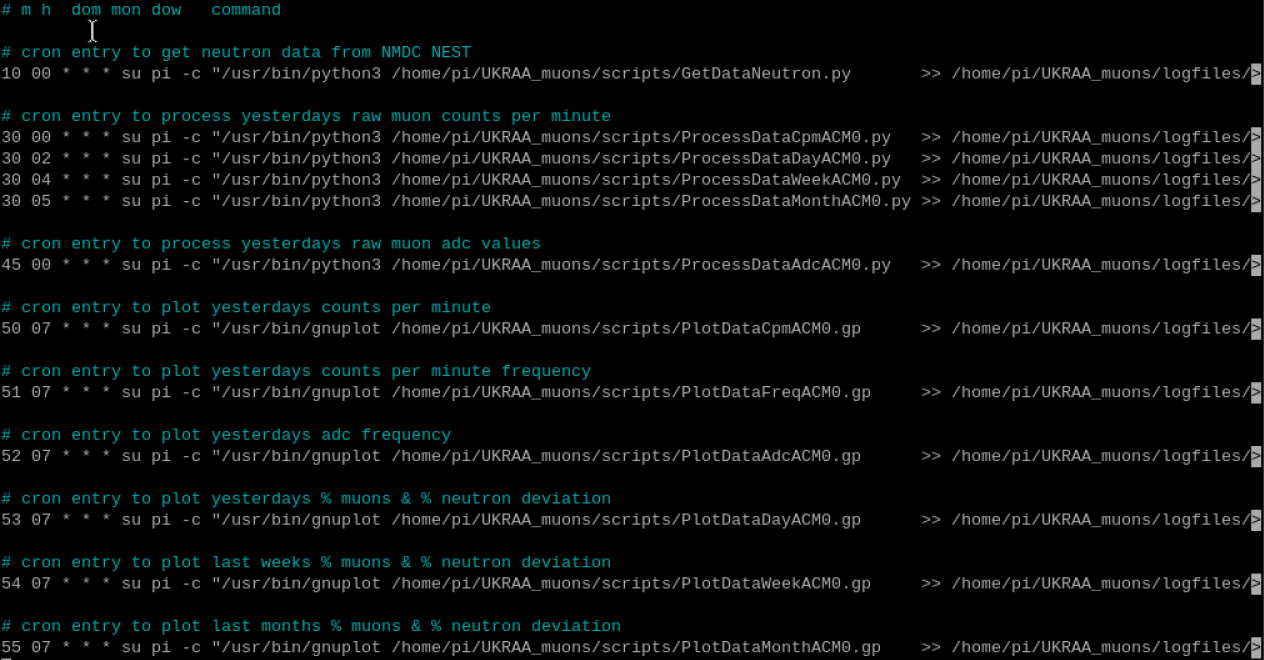 # m h  dom mon dow   command
# cron entry to get neutron data from NMDC NEST
10 00 * * * su pi -c "/usr/bin/python3 /home/pi/UKRAA_muons/scripts/GetDataNeutron.py       >> /home/pi/UKRAA_muons/logfiles/>
# cron entry to process yesterdays raw muon counts per minute
30 00 * * * su pi -c "/usr/bin/python3 /home/pi/UKRAA_muons/scripts/ProcessDataCpmACM0.py   >> /home/pi/UKRAA_muons/logfiles/>
30 02 * * * su pi -c "/usr/bin/python3 /home/pi/UKRAA_muons/scripts/ProcessDataDayACM0.py   >> /home/pi/UKRAA_muons/logfiles/>
30 04 * * * su pi -c "/usr/bin/python3 /home/pi/UKRAA_muons/scripts/ProcessDataWeekACM0.py  >> /home/pi/UKRAA_muons/logfiles/>
30 05 * * * su pi -c "/usr/bin/python3 /home/pi/UKRAA_muons/scripts/ProcessDataMonthACM0.py >> /home/pi/UKRAA_muons/logfiles/>
# cron entry to process yesterdays raw muon adc values
45 00 * * * su pi -c "/usr/bin/python3 /home/pi/UKRAA_muons/scripts/ProcessDataAdcACM0.py   >> /home/pi/UKRAA_muons/logfiles/>
# cron entry to plot yesterdays counts per minute
50 07 * * * su pi -c "/usr/bin/gnuplot /home/pi/UKRAA_muons/scripts/PlotDataCpmACM0.gp      >> /home/pi/UKRAA_muons/logfiles/>
# cron entry to plot yesterdays counts per minute frequency
51 07 * * * su pi -c "/usr/bin/gnuplot /home/pi/UKRAA_muons/scripts/PlotDataFreqACM0.gp     >> /home/pi/UKRAA_muons/logfiles/>
# cron entry to plot yesterdays adc frequency
52 07 * * * su pi -c "/usr/bin/gnuplot /home/pi/UKRAA_muons/scripts/PlotDataAdcACM0.gp      >> /home/pi/UKRAA_muons/logfiles/>
# cron entry to plot yesterdays % muons & % neutron deviation
53 07 * * * su pi -c "/usr/bin/gnuplot /home/pi/UKRAA_muons/scripts/PlotDataDayACM0.gp      >> /home/pi/UKRAA_muons/logfiles/>
# cron entry to plot last weeks % muons & % neutron deviation
54 07 * * * su pi -c "/usr/bin/gnuplot /home/pi/UKRAA_muons/scripts/PlotDataWeekACM0.gp     >> /home/pi/UKRAA_muons/logfiles/>
# cron entry to plot last months % muons & % neutron deviation
55 07 * * * su pi -c "/usr/bin/gnuplot /home/pi/UKRAA_muons/scripts/PlotDataMonthACM0.gp    >> /home/pi/UKRAA_muons/logfiles/>